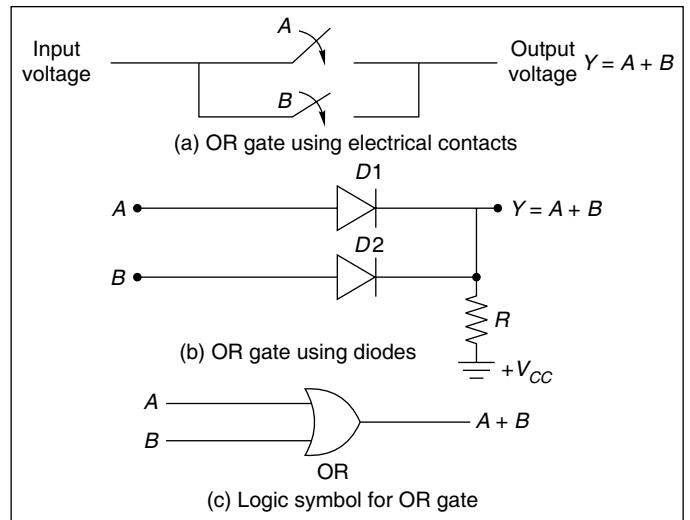 Input voltage
A
B
Output voltage Y = A + B
(a) OR gate using electrical contacts
D1
A
Y = A + B
D2
B
R
+V_CC
(b) OR gate using diodes
A
B
A + B
OR
(c) Logic symbol for OR gate